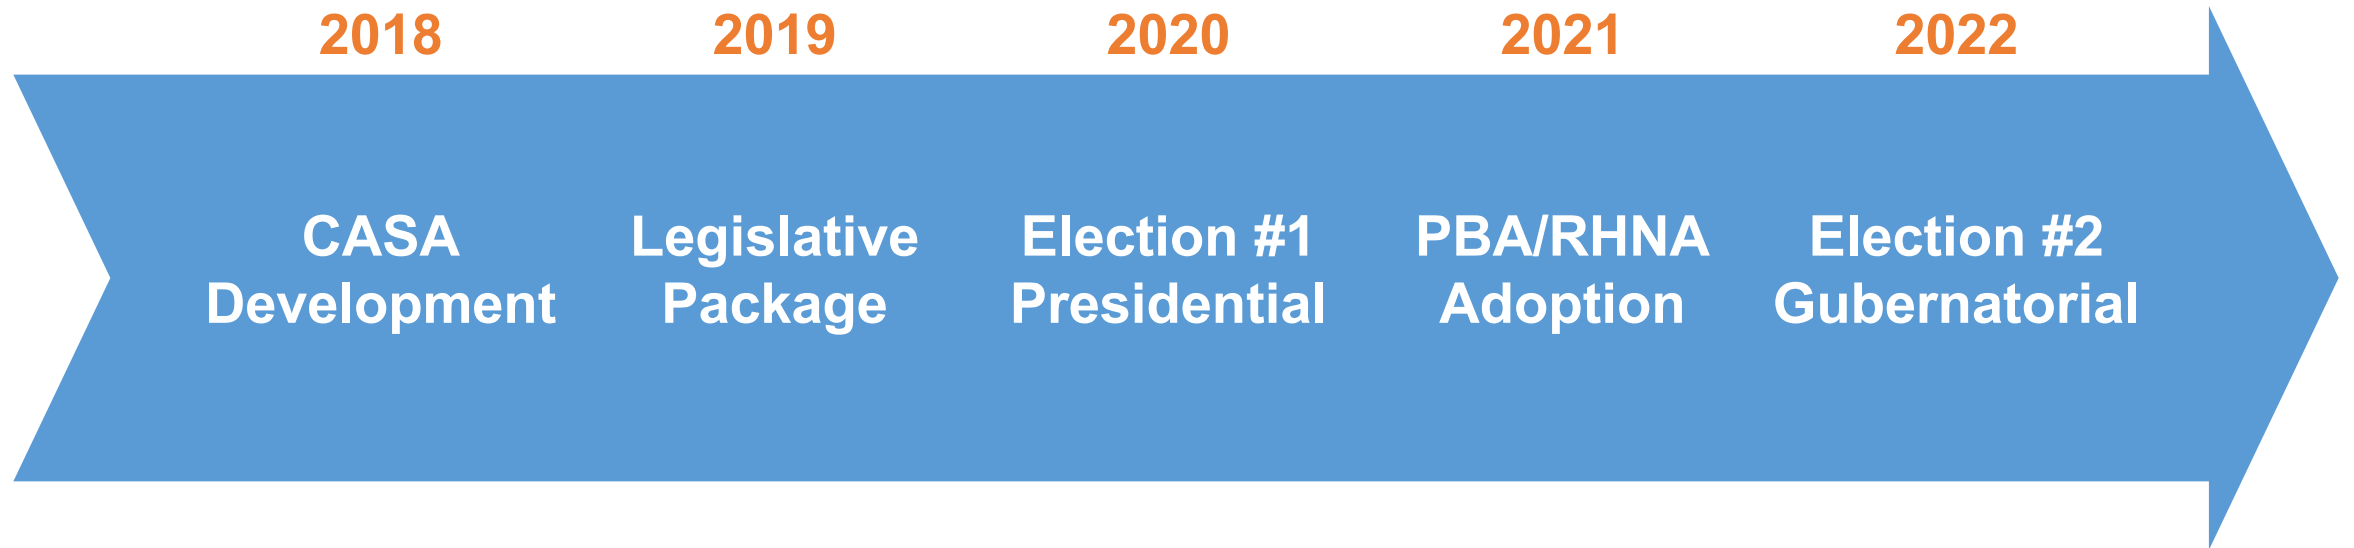 2018 2019 2020 2021 2022
CASA Legislative Election #1 PBA/RHNA Election #2
Development Package Presidential Adoption Gubernatorial